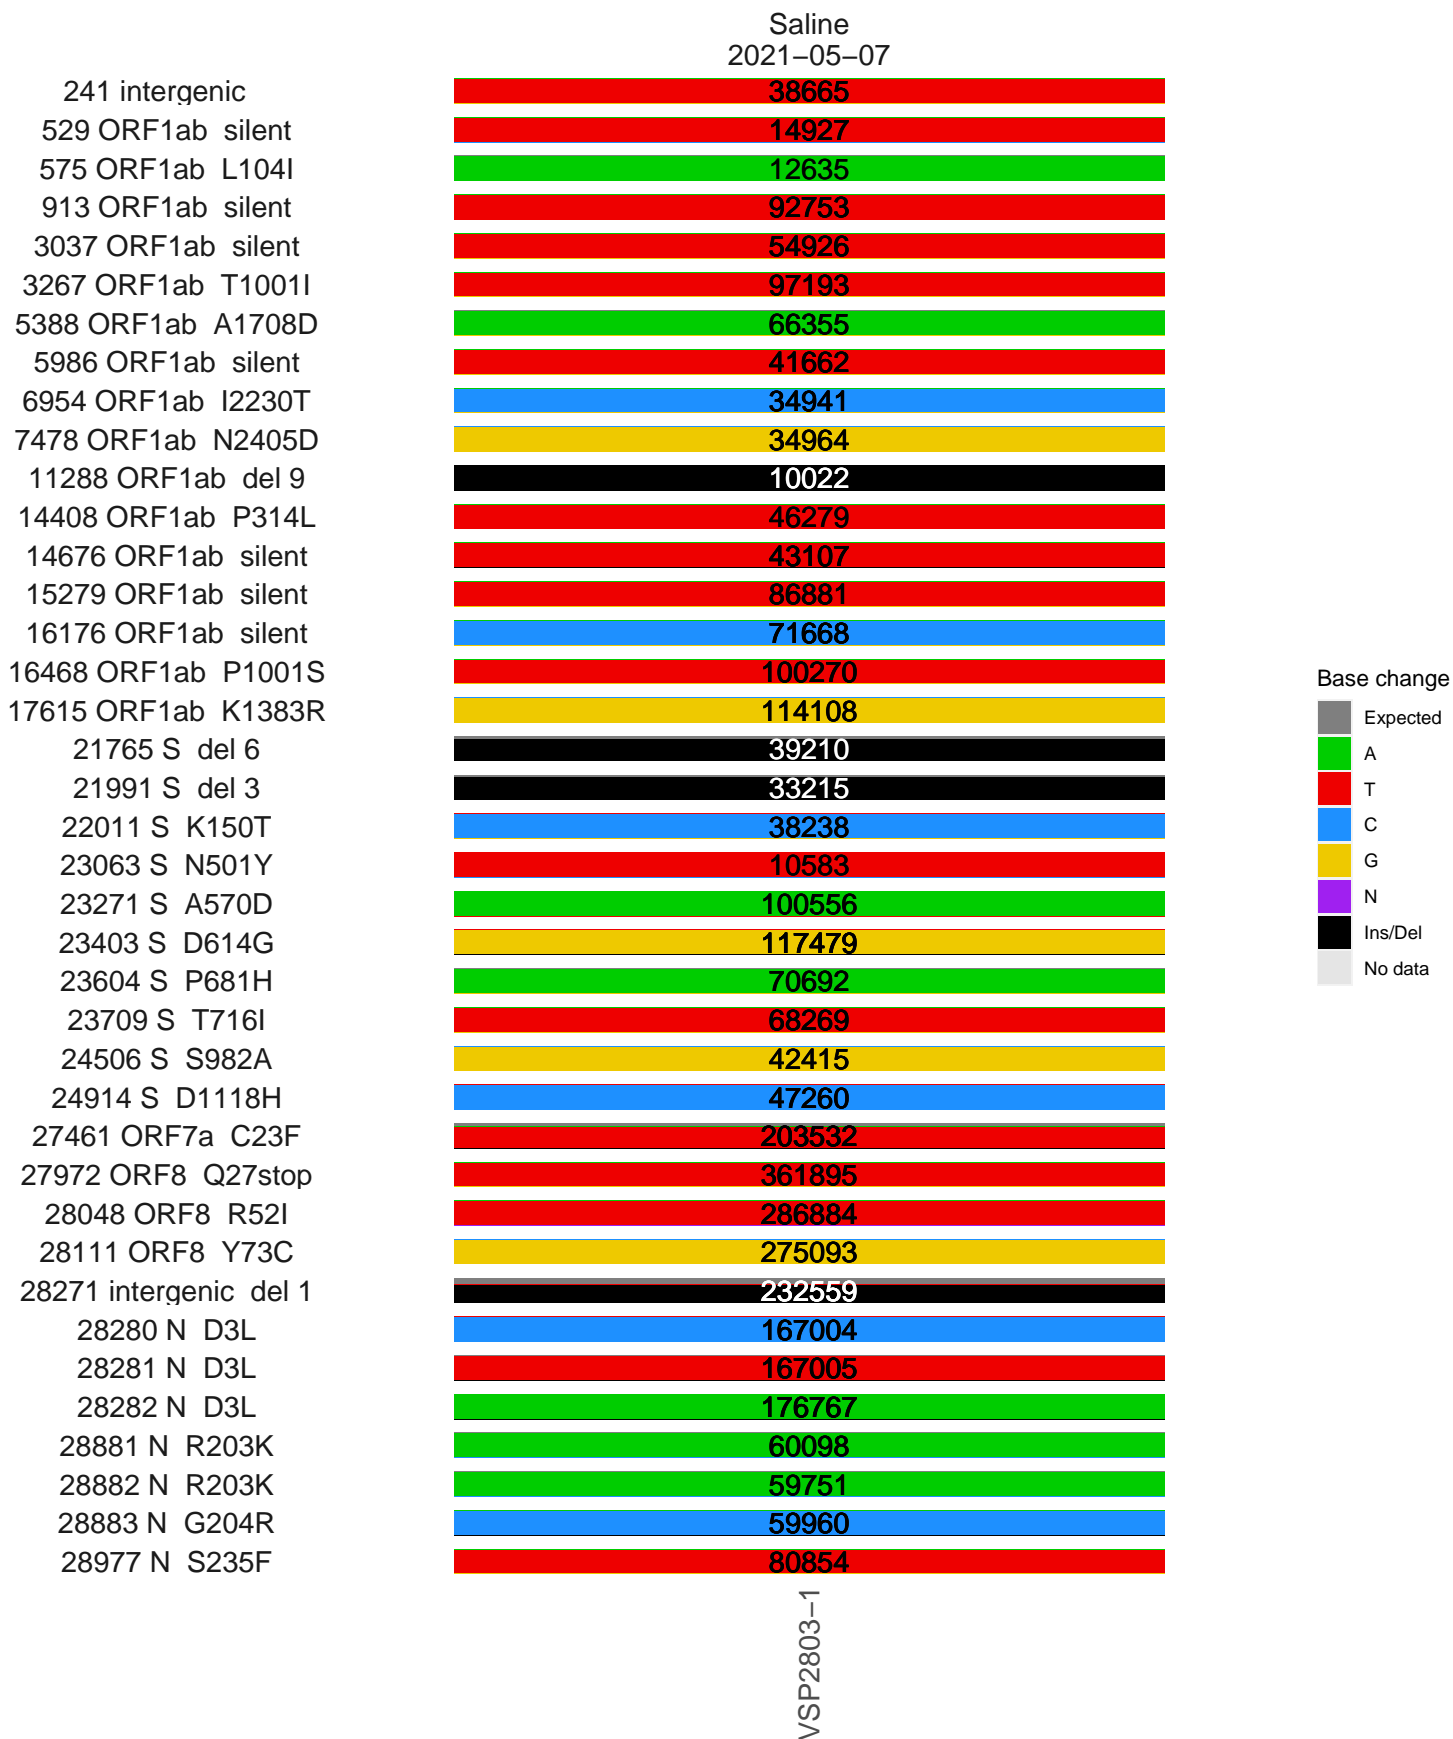 Saline
2021−05−07
241 intergenic 38665
529 ORF1ab silent 14927
575 ORF1ab L104I 12635
913 ORF1ab silent 92753
3037 ORF1ab silent 54926
3267 ORF1ab T1001I 97193
5388 ORF1ab A1708D 66355
5986 ORF1ab silent 41662
6954 ORF1ab I2230T 34941
7478 ORF1ab N2405D 34964
11288 ORF1ab del 9 10022
14408 ORF1ab P314L 46279
14676 ORF1ab silent 43107
15279 ORF1ab silent 86881
16176 ORF1ab silent 71668
16468 ORF1ab P1001S 100270
17615 ORF1ab K1383R 114108
21765 S del 6 39210
21991 S del 3 33215
22011 S K150T 38238
23063 S N501Y 10583
23271 S A570D 100556
23403 S D614G 117479
23604 S P681H 70692
23709 S T716I 68269
24506 S S982A 42415
24914 S D1118H 47260
27461 ORF7a C23F 203532
27972 ORF8 Q27stop 361895
28048 ORF8 R52I 286884
28111 ORF8 Y73C 275093
28271 intergenic del 1 232559
28280 N D3L 167004
28281 N D3L 167005
28282 N D3L 176767
28881 N R203K 60098
28882 N R203K 59751
28883 N G204R 59960
28977 N S235F 80854
VSP2803−1
Base change
Expected
A
T
C
G
N
Ins/Del
No data